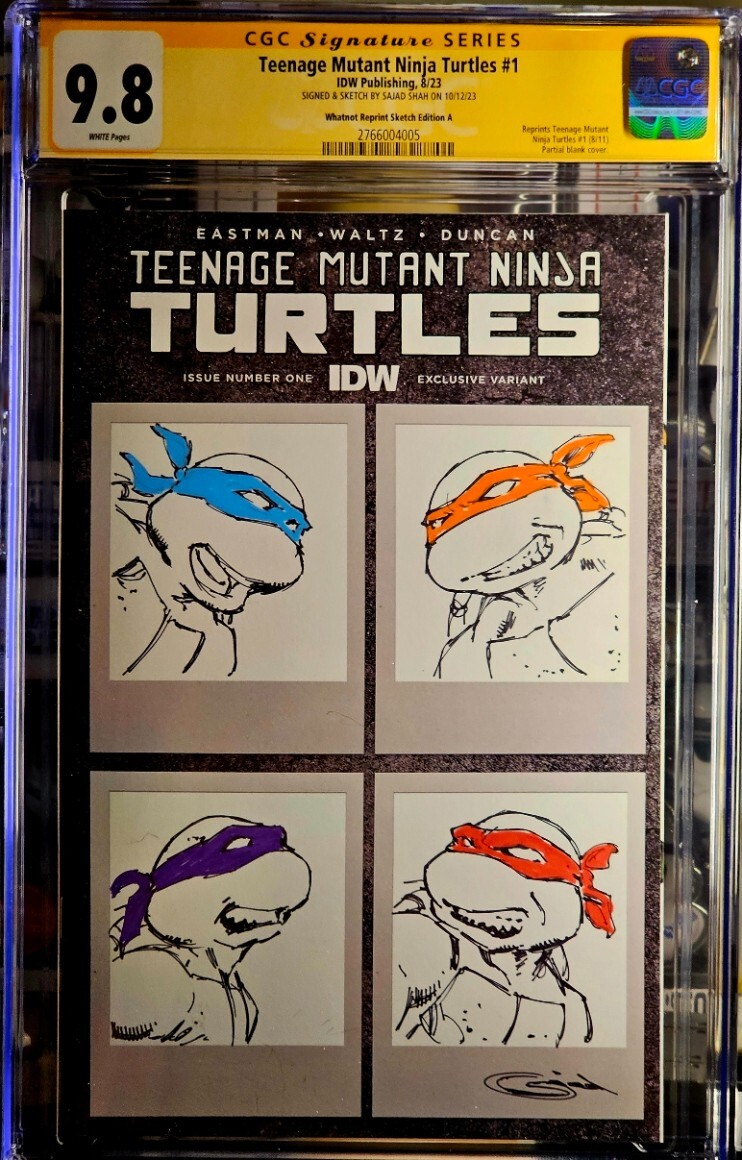 CGC Signature SERIES
Teenage Mutant Ninja Turtles #1
IDW Publishing, 8/23
SIGNED & SKETCH BY SAJAD SHAH ON 10/12/23
9.8
WHITE Pages
Whatnot Reprint Sketch Edition A
2766004005
Reprints Teenage Mutant
Ninja Turtles #1 (8/11)
Partial blank cover.
CGC
EASTMAN • WALTZ • DUNCAN
TEENAGE MUTANT NINJA
TURTLES
ISSUE NUMBER ONE IDW EXCLUSIVE VARIANT
Sajad